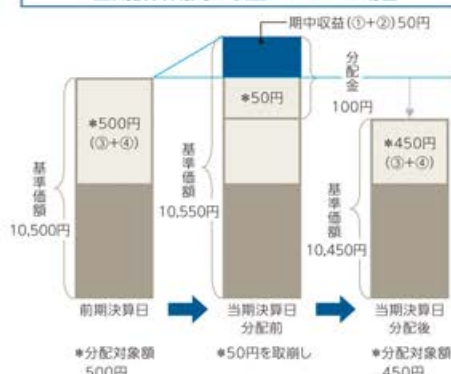 期中収益(①+②)50円
*500円
(③+④)
*50円
分配金
100円
*450円
(③+④)
基準価額
10,500円
基準価額
10,550円
基準価額
10,450円
前期決算日
当期決算日
分配前
当期決算日
分配後
*分配対象額
500円
*50円を取崩し
*分配対象額
450円